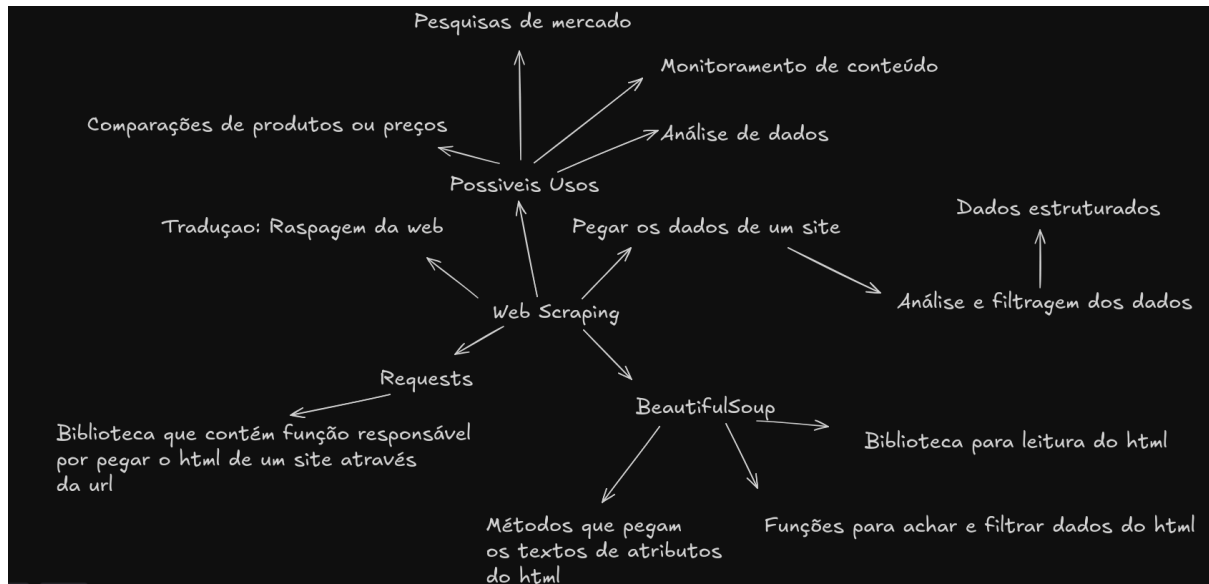 Pesquisas de mercado
Monitoramento de conteúdo
Comparações de produtos ou preços
Análise de dados
Possiveis Usos
Dados estruturados
Traduçao: Raspagem da web
Pegar os dados de um site
Análise e filtragem dos dados
Web Scraping
Requests
BeautifulSoup
Biblioteca que contém função responsável
por pegar o html de um site através
da url
Biblioteca para leitura do html
Métodos que pegam
os textos de atributos
do html
Funções para achar e filtrar dados do html